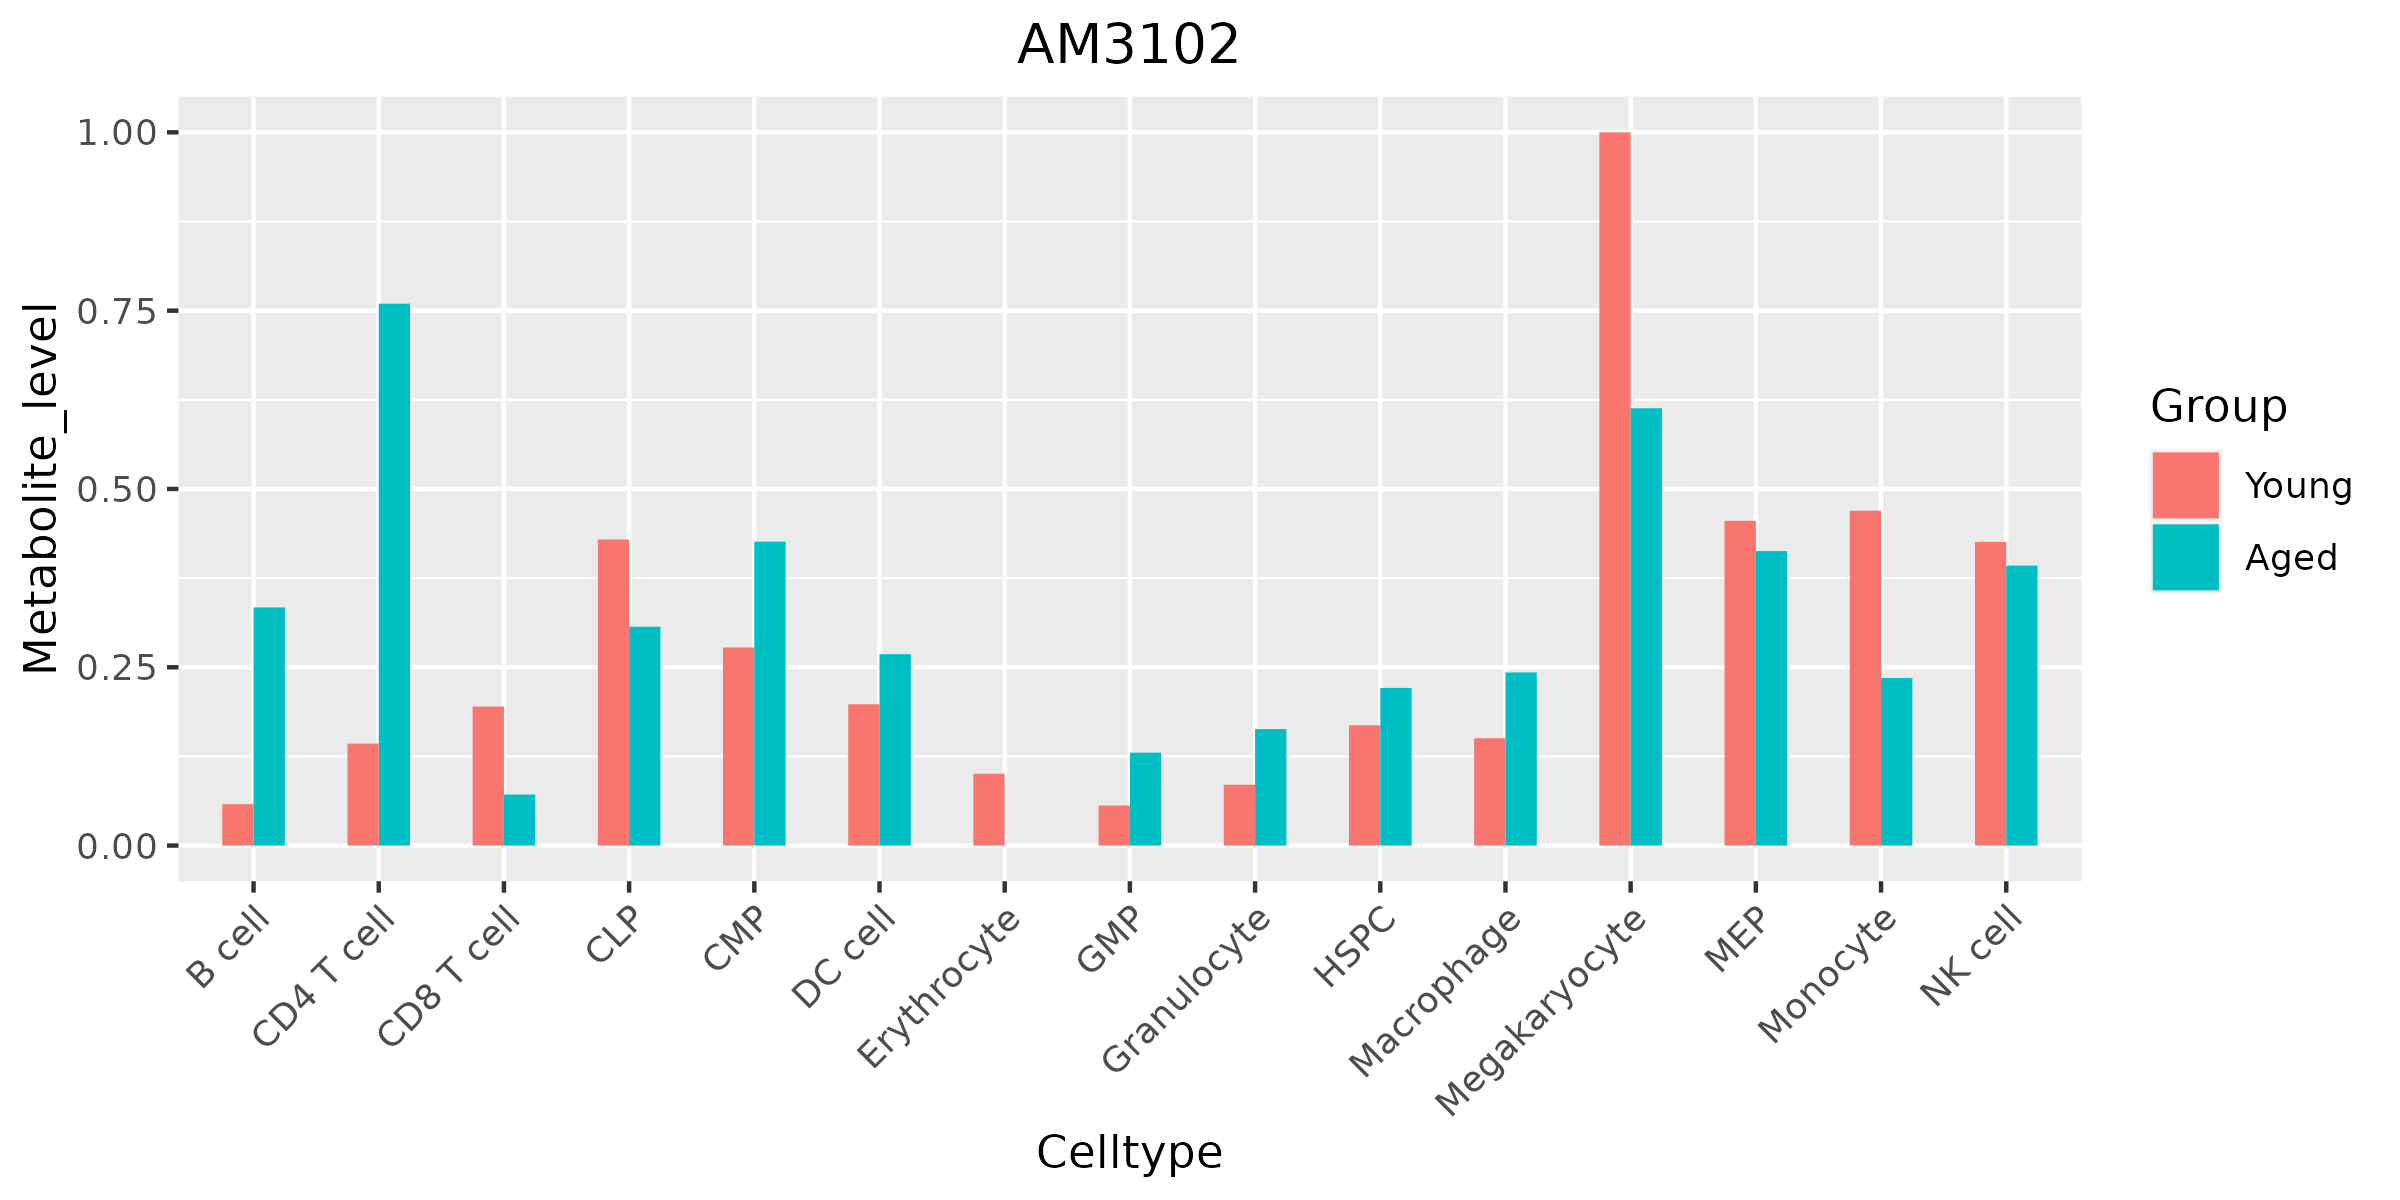 AM3102
Metabolite_level
1.00
0.75
0.50
0.25
0.00
B cell
CD4 T cell
CD8 T cell
CLP
CMP
DC cell
Erythrocyte
GMP
Granulocyte
HSPC
Macrophage
Megakaryocyte
MEP
Monocyte
NK cell
Celltype
Group
Young
Aged